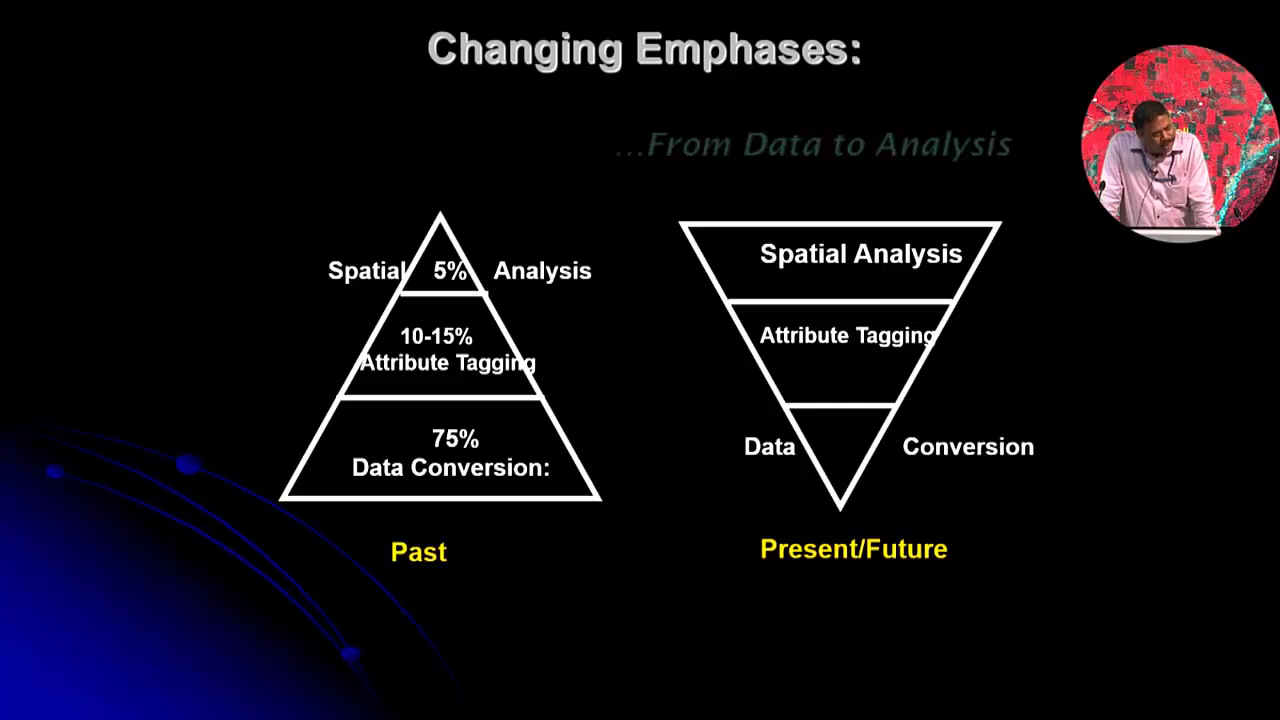 Changing Emphases:
...From Data to Analysis
Spatial 5% Analysis
10-15%
Attribute Tagging
75%
Data Conversion:
Past
Spatial Analysis
Attribute Tagging
Data Conversion
Present/Future